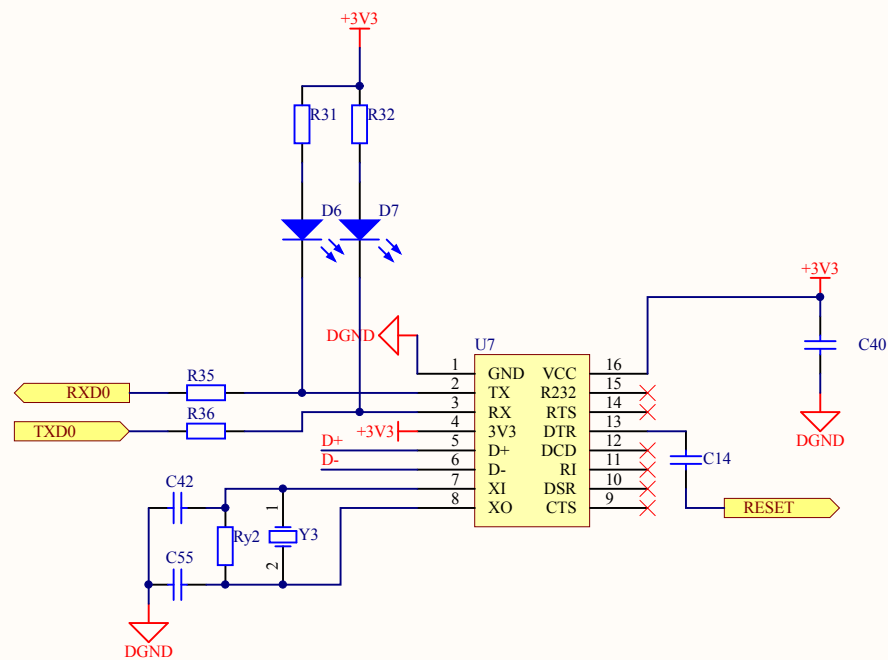 +3V3
R31 R32
D6 D7
+3V3
DGND
U7
C40
1 GND VCC 16
R35
RXD0
2 TX R232 15
R36
TXD0
3 RX RTS 14
+3V3
4 3V3 DTR 13
DGND
D+
5 D+ DCD 12
D-
6 D- RI 11
C14
C42
7 XI DSR 10
1
8 XO CTS 9
RESET
Ry2 Y3
C55
2
DGND